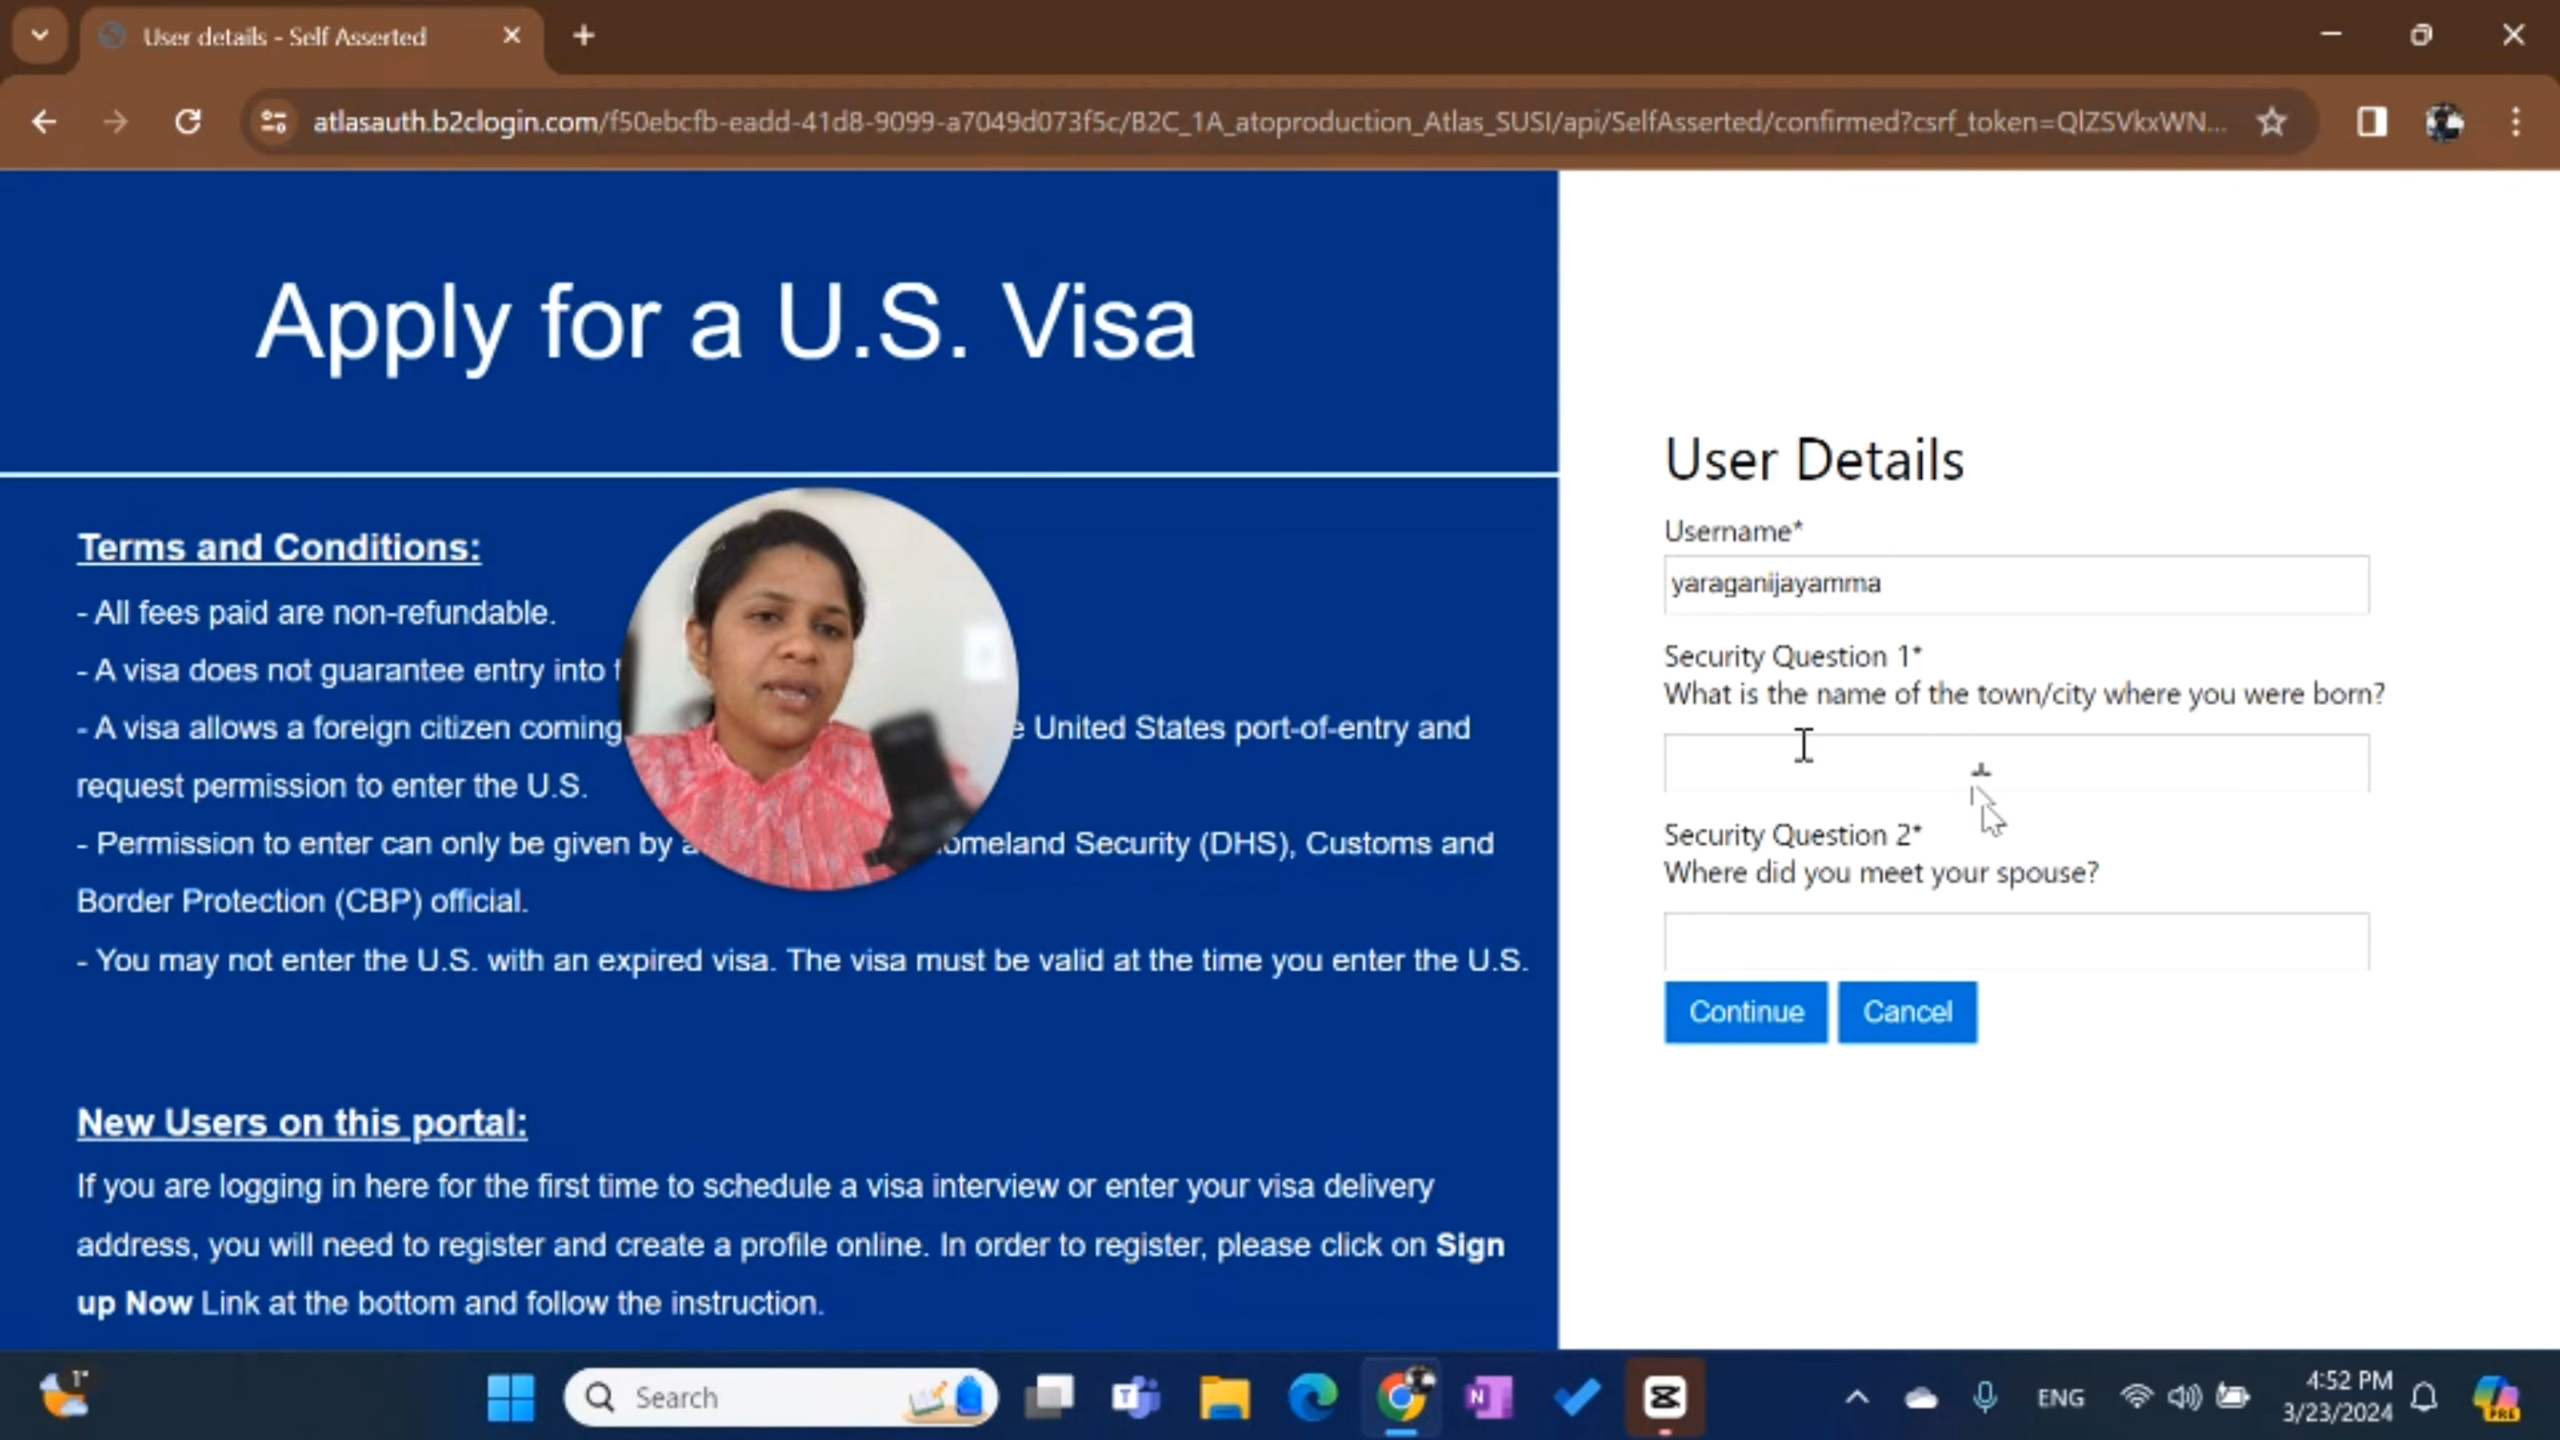 User details - Self Asserted
atlasauth.b2clogin.com/f50ebcfb-eadd-41d8-9099-a7049d073f5c/B2C_1A_atoproduction_Atlas_SUSI/api/SelfAsserted/confirmed?csrf_token=QlZSVkxWN...
Apply for a U.S. Visa
Terms and Conditions:
- All fees paid are non-refundable.
- A visa does not guarantee entry into
- A visa allows a foreign citizen coming United States port-of-entry and
request permission to enter the U.S.
- Permission to enter can only be given by Security (DHS), Customs and
Border Protection (CBP) official.
- You may not enter the U.S. with an expired visa. The visa must be valid at the time you enter the U.S.
New Users on this portal:
If you are logging in here for the first time to schedule a visa interview or enter your visa delivery
address, you will need to register and create a profile online. In order to register, please click on Sign
up Now Link at the bottom and follow the instruction.
User Details
Username*
yaraganijayamma
Security Question 1*
What is the name of the town/city where you were born?
Security Question 2*
Where did you meet your spouse?
Continue Cancel
1°
Search
ENG
4:52 PM
3/23/2024
PRE